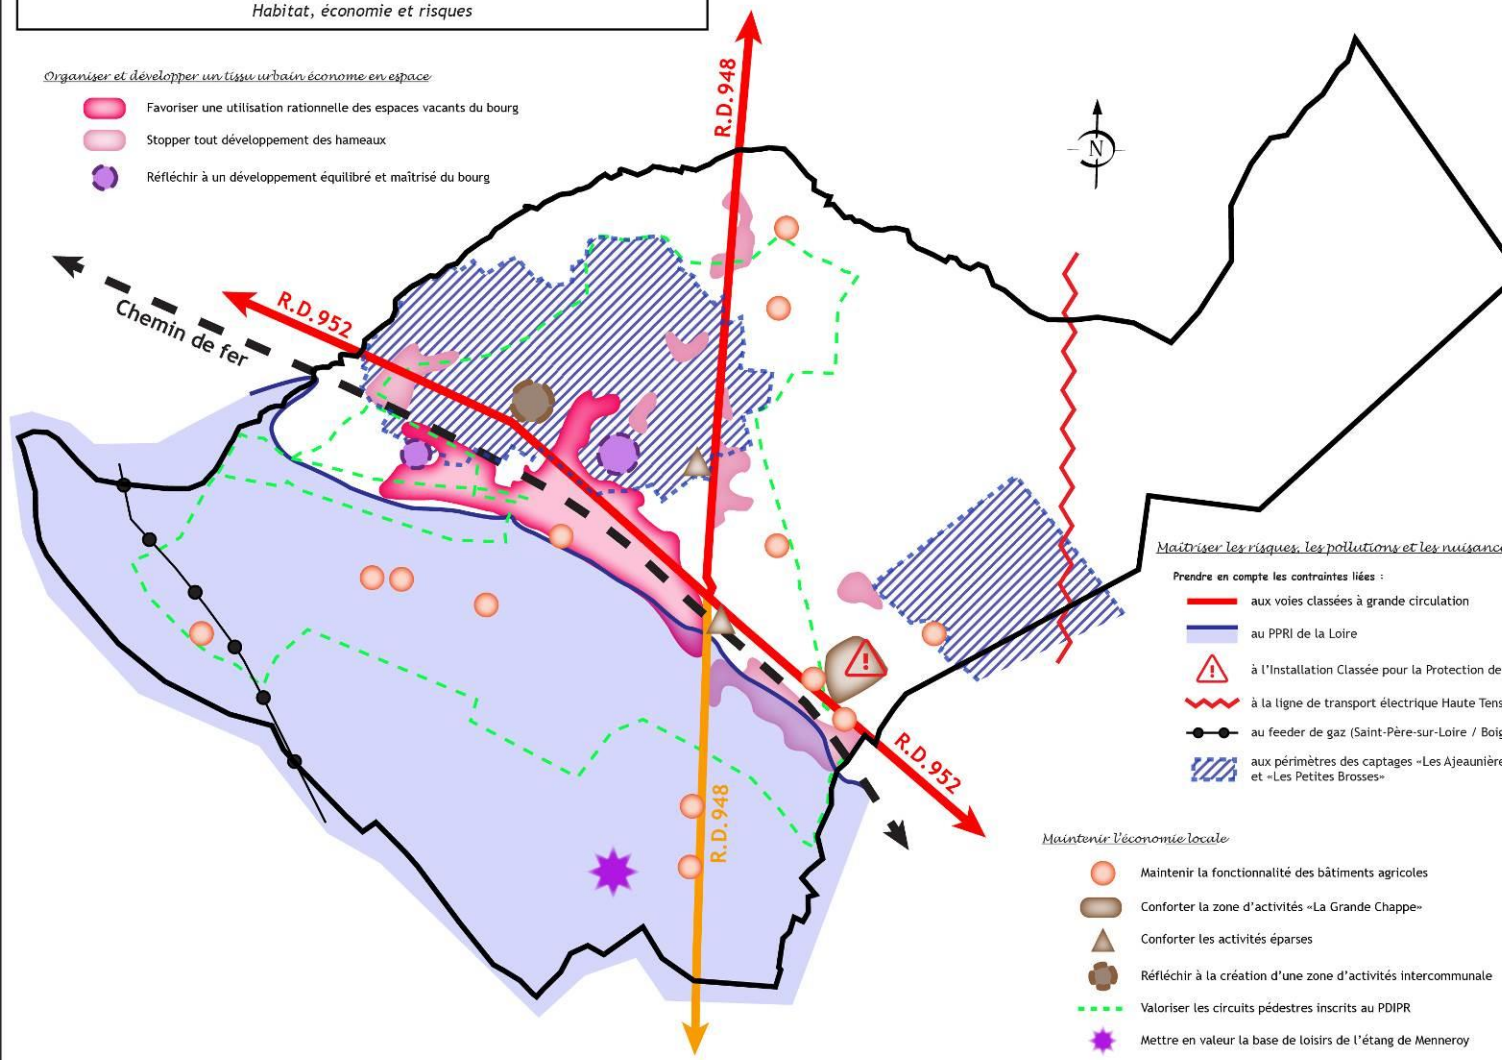 Habitat, économie et risques
Organiser et développer un tissu urbain économe en espace
Favoriser une utilisation rationnelle des espaces vacants du bourg
Stopper tout développement des hameaux
Réfléchir à un développement équilibré et maîtrisé du bourg
R.D.948
N
Chemin de fer
R.D.952
Maîtriser les risques, les pollutions et les nuisance
Prendre en compte les contraintes liées :
aux voies classées à grande circulation
au PPRI de la Loire
à l'Installation Classée pour la Protection de
à la ligne de transport électrique Haute Tens
au feeder de gaz (Saint-Père-sur-Loire / Boig
aux périmètres des captages «Les Ajeaunière
et «Les Petites Brosses»
R.D.952
R.D.948
Maintenir l'économie locale
Maintenir la fonctionnalité des bâtiments agricoles
Conforter la zone d'activités «La Grande Chappe»
Conforter les activités éparses
Réfléchir à la création d'une zone d'activités intercommunale
Valoriser les circuits pédestres inscrits au PDIPR
Mettre en valeur la base de loisirs de l'étang de Menneroy